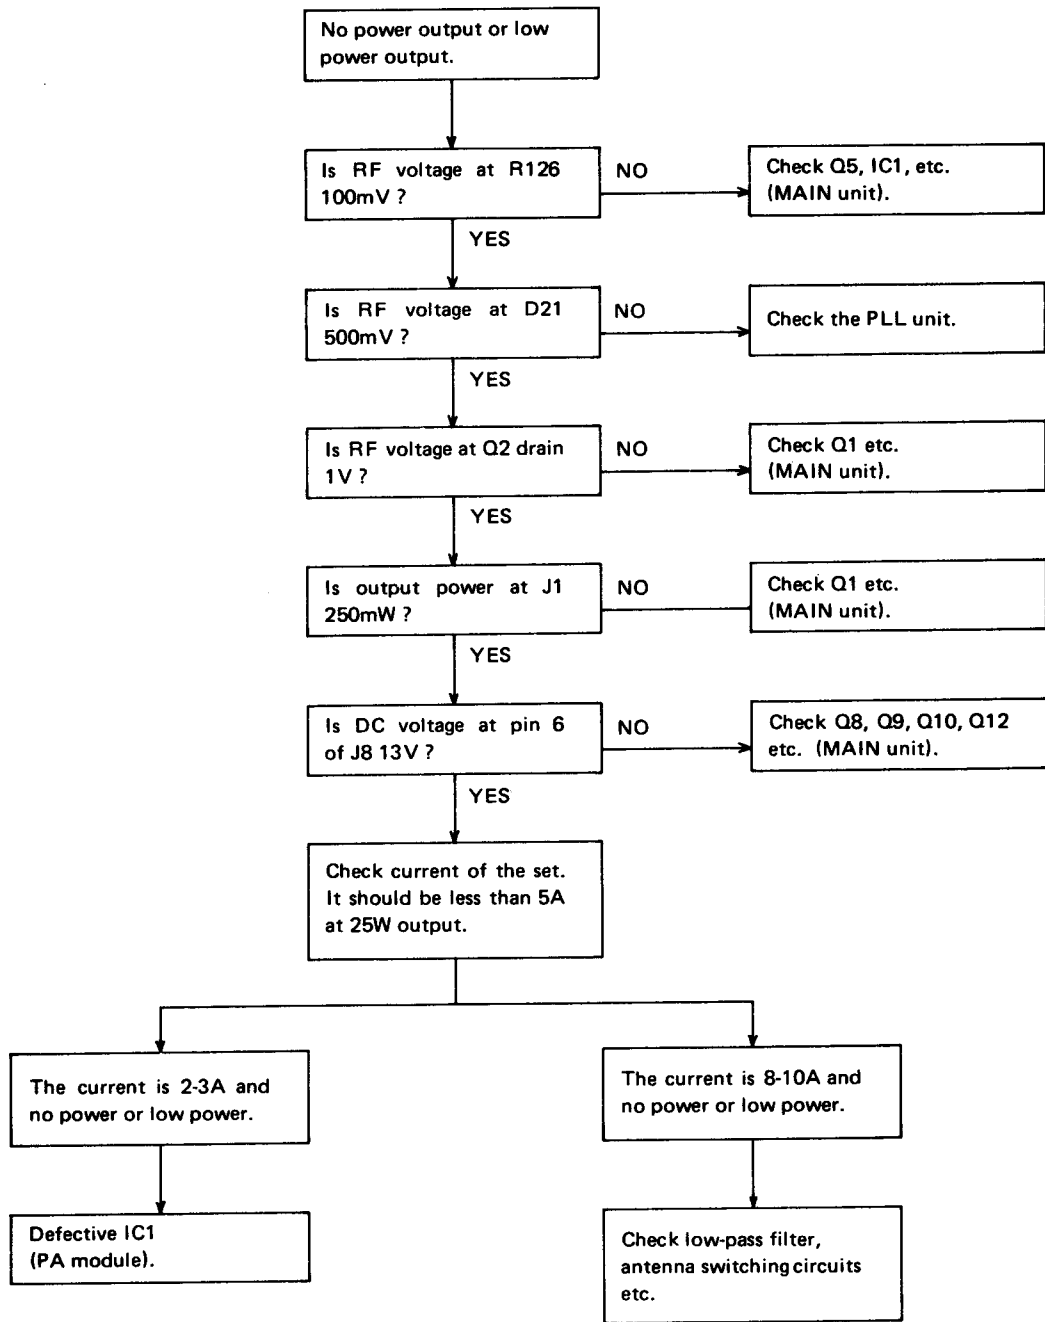 No power output or low
power output.
Is RF voltage at R126
100mV ?
NO
Check Q5, IC1, etc.
(MAIN unit).
YES
Is RF voltage at D21
500mV ?
NO
Check the PLL unit.
YES
Is RF voltage at Q2 drain
1V ?
NO
Check Q1 etc.
(MAIN unit).
YES
Is output power at J1
250mW ?
NO
Check Q1 etc.
(MAIN unit).
YES
Is DC voltage at pin 6
of J8 13V ?
NO
Check Q8, Q9, Q10, Q12
etc. (MAIN unit).
YES
Check current of the set.
It should be less than 5A
at 25W output.
The current is 2-3A and
no power or low power.
The current is 8-10A and
no power or low power.
Defective IC1
(PA module).
Check low-pass filter,
antenna switching circuits
etc.